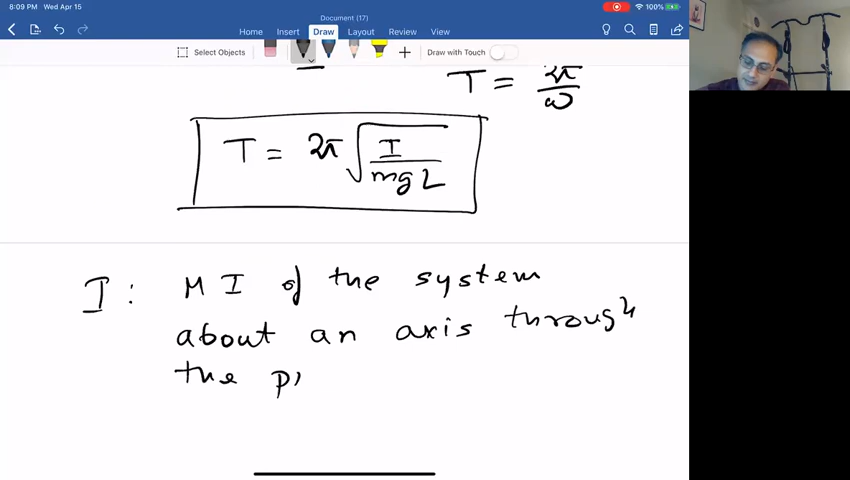 8:09 PM Wed Apr 15
100%
Document (17)
Home Insert Draw Layout Review View
Select Objects
Draw with Touch
T = 2π/ω
T = 2π √(I/mgL)
I : MI of the system
about an axis through
the